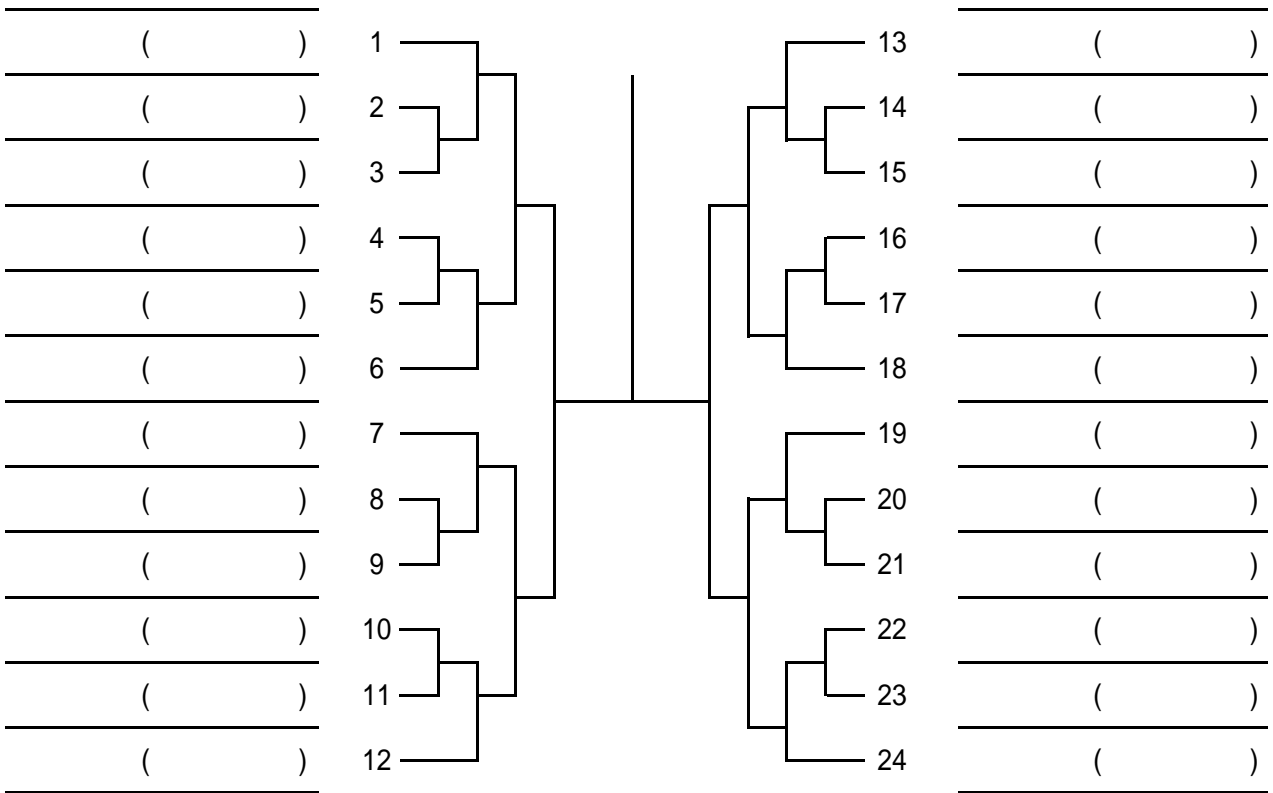 ( ) 1 13 ( )
( ) 2 14 ( )
( ) 3 15 ( )
( ) 4 16 ( )
( ) 5 17 ( )
( ) 6 18 ( )
( ) 7 19 ( )
( ) 8 20 ( )
( ) 9 21 ( )
( ) 10 22 ( )
( ) 11 23 ( )
( ) 12 24 ( )